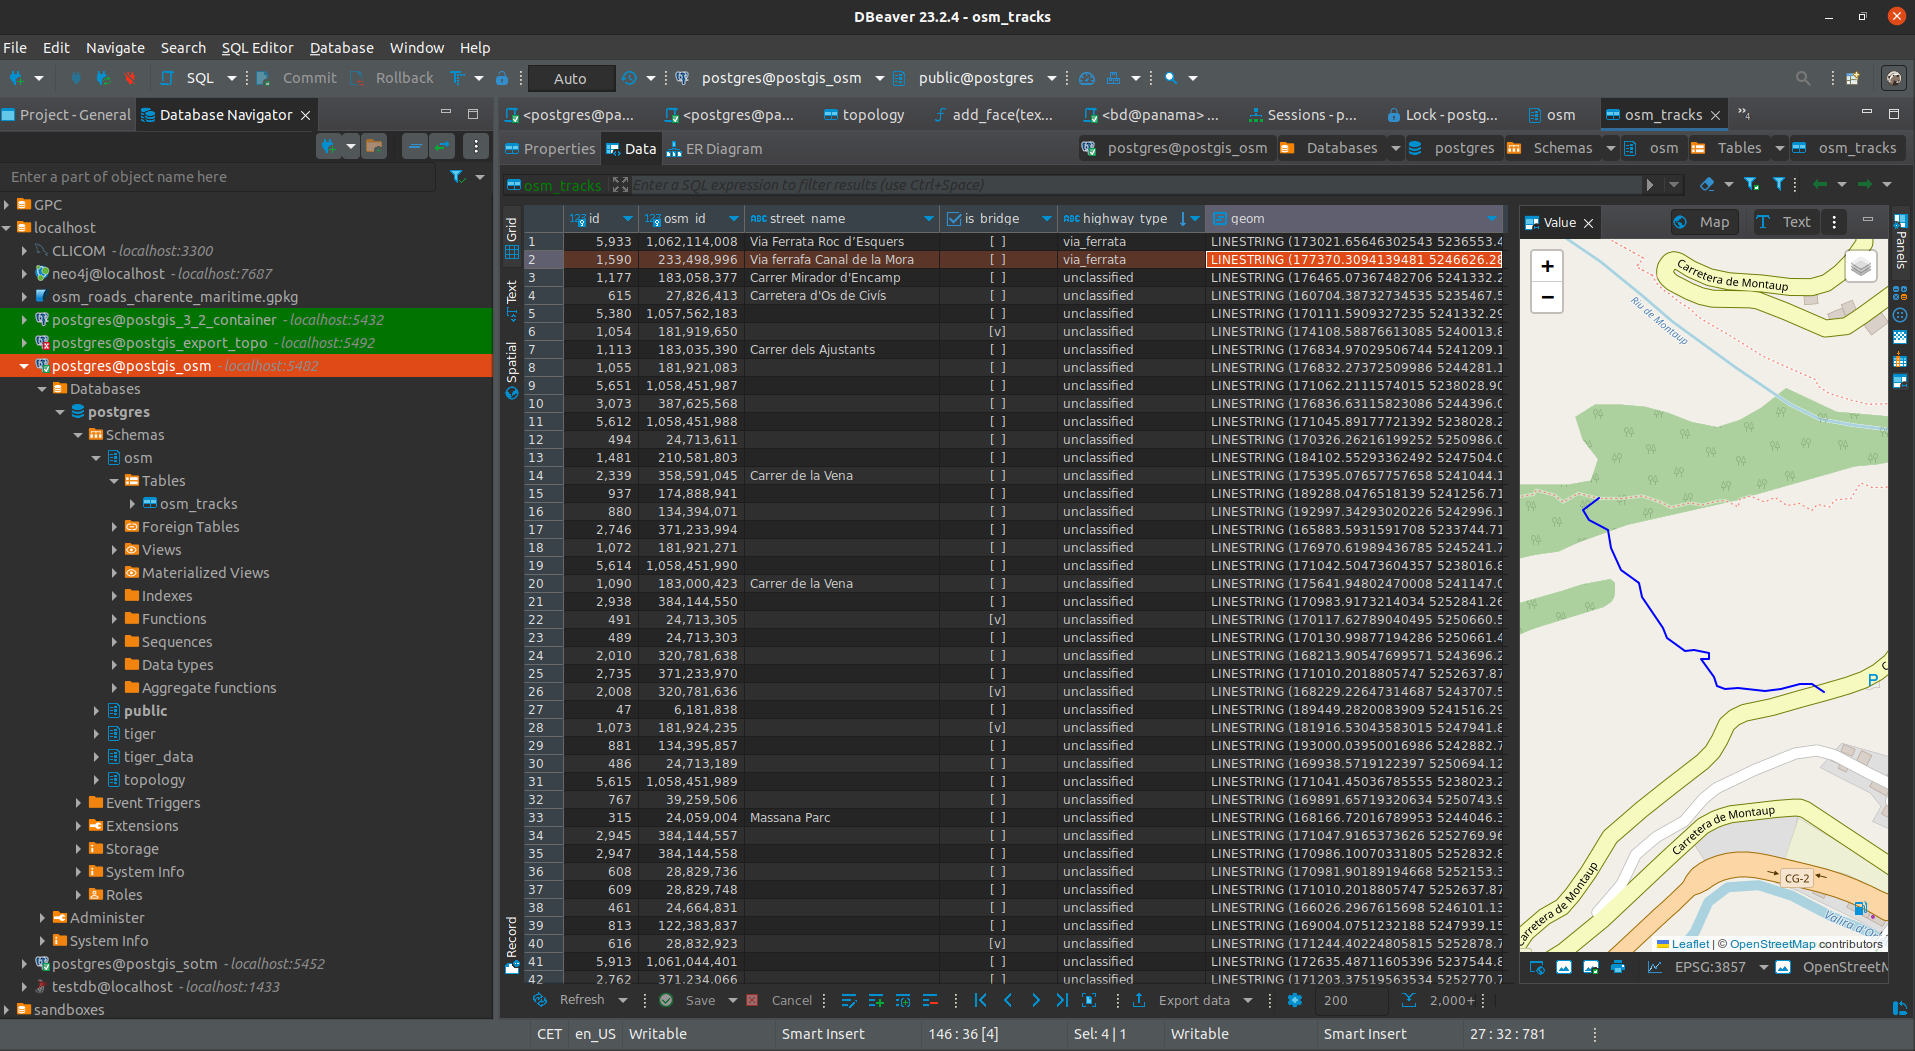 DBeaver 23.2.4 - osm_tracks
File Edit Navigate Search SQL Editor Database Window Help
SQL Commit Rollback Auto postgres@postgis_osm public@postgres
Project - General Database Navigator
<postgres@pa... <postgres@pa... topology add_face(tex... <bd@panama>... Sessions - p... Lock - postg... osm osm_tracks »4
Properties Data ER Diagram
postgres@postgis_osm Databases postgres Schemas osm Tables osm_tracks
Enter a part of object name here
GPC
localhost
CLICOM - localhost:3300
neo4j@localhost - localhost:7687
osm_roads_charente_maritime.gpkg
postgres@postgis_3_2_container - localhost:5432
postgres@postgis_export_topo - localhost:5492
postgres@postgis_osm - localhost:5482
Databases
postgres
Schemas
osm
Tables
osm_tracks
Foreign Tables
Views
Materialized Views
Indexes
Functions
Sequences
Data types
Aggregate functions
public
tiger
tiger_data
topology
Event Triggers
Extensions
Storage
System Info
Roles
Administer
System Info
postgres@postgis_sotm - localhost:5452
testdb@localhost - localhost:1433
sandboxes
osm_tracks Enter a SQL expression to filter results (use Ctrl+Space)
Grid
Text
Spatial
Record
123 id 123 osm_id ABC street_name is_bridge ABC highway_type geom
1 5,933 1,062,114,008 Via Ferrata Roc d'Esquers [ ] via_ferrata LINESTRING (173021.65646302543 5236553.4
2 1,590 233,498,996 Via ferrafa Canal de la Mora [ ] via_ferrata LINESTRING (177370.3094139481 5246626.28
3 1,177 183,058,377 Carrer Mirador d'Encamp [ ] unclassified LINESTRING (176465.07367482706 5241332.2
4 615 27,826,413 Carretera d'Os de Civís [ ] unclassified LINESTRING (160704.38732734535 5235467.5
5 5,380 1,057,562,183 [ ] unclassified LINESTRING (170111.5909327235 5241332.29
6 1,054 181,919,650 [v] unclassified LINESTRING (174108.58876613085 5240013.8
7 1,113 183,035,390 Carrer dels Ajustants [ ] unclassified LINESTRING (176834.97029506744 5241209.1
8 1,055 181,921,083 [ ] unclassified LINESTRING (176832.27372509986 5244281.1
9 5,651 1,058,451,987 [ ] unclassified LINESTRING (171062.2111574015 5238028.90
10 3,073 387,625,568 [ ] unclassified LINESTRING (176836.63115823086 5244396.0
11 5,612 1,058,451,988 [ ] unclassified LINESTRING (171045.89177721392 5238028.2
12 494 24,713,611 [ ] unclassified LINESTRING (170326.26216199252 5250986.0
13 1,481 210,581,803 [ ] unclassified LINESTRING (184102.55293362492 5247504.0
14 2,339 358,591,045 Carrer de la Vena [ ] unclassified LINESTRING (175395.07657757658 5241044.1
15 937 174,888,941 [ ] unclassified LINESTRING (189288.0476518139 5241256.71
16 880 134,394,071 [ ] unclassified LINESTRING (192997.34293020226 5242996.1
17 2,746 371,233,994 [ ] unclassified LINESTRING (165883.5931591708 5233744.71
18 1,072 181,921,271 [ ] unclassified LINESTRING (176970.61989436785 5245241.7
19 5,614 1,058,451,990 [ ] unclassified LINESTRING (171042.50473604357 5238016.8
20 1,090 183,000,423 Carrer de la Vena [ ] unclassified LINESTRING (175641.94802470008 5241147.0
21 2,938 384,144,550 [ ] unclassified LINESTRING (170983.9173214034 5252841.26
22 491 24,713,305 [v] unclassified LINESTRING (170117.62789040495 5250660.5
23 489 24,713,303 [ ] unclassified LINESTRING (170130.99877194286 5250661.4
24 2,010 320,781,638 [ ] unclassified LINESTRING (168213.90547699571 5243696.2
25 2,735 371,233,970 [ ] unclassified LINESTRING (171010.2018805747 5252637.87
26 2,008 320,781,636 [v] unclassified LINESTRING (168229.22647314687 5243707.5
27 47 6,181,838 [ ] unclassified LINESTRING (189449.2820083909 5241516.29
28 1,073 181,924,235 [v] unclassified LINESTRING (181916.53043583015 5247941.8
29 881 134,395,857 [ ] unclassified LINESTRING (193000.03950016986 5242882.7
30 486 24,713,189 [ ] unclassified LINESTRING (169938.5719122397 5250694.12
31 5,615 1,058,451,989 [ ] unclassified LINESTRING (171041.45036785555 5238023.2
32 767 39,259,506 [ ] unclassified LINESTRING (169891.65719320634 5250743.9
33 315 24,059,004 Massana Parc [ ] unclassified LINESTRING (168166.72016789953 5244046.3
34 2,945 384,144,557 [ ] unclassified LINESTRING (171047.9165373626 5252769.96
35 2,947 384,144,558 [ ] unclassified LINESTRING (170986.10070331805 5252832.8
36 608 28,829,736 [ ] unclassified LINESTRING (170981.90189194668 5252153.3
37 609 28,829,748 [ ] unclassified LINESTRING (171010.2018805747 5252637.87
38 461 24,664,831 [ ] unclassified LINESTRING (166026.2967615698 5246101.13
39 813 122,383,837 [ ] unclassified LINESTRING (169004.0751232188 5247939.15
40 616 28,832,923 [v] unclassified LINESTRING (171244.40224805815 5252878.7
41 5,913 1,061,044,401 [ ] unclassified LINESTRING (172635.48711605396 5237544.8
42 2,762 371,234,066 [ ] unclassified LINESTRING (171203.37519563534 5252770.7
Value Map Text
Panels
+
−
Carretera de Montaup
Riu de Montaup
P
Carretera de Montaup
Carretera de Montaup
CG-2
Valira d'O
Leaflet | © OpenStreetMap contributors
EPSG:3857 OpenStreetM
Refresh Save Cancel Export data 200 2,000+
CET en_US Writable Smart Insert 146 : 36 [4] Sel: 4 | 1 Writable Smart Insert 27 : 32 : 781